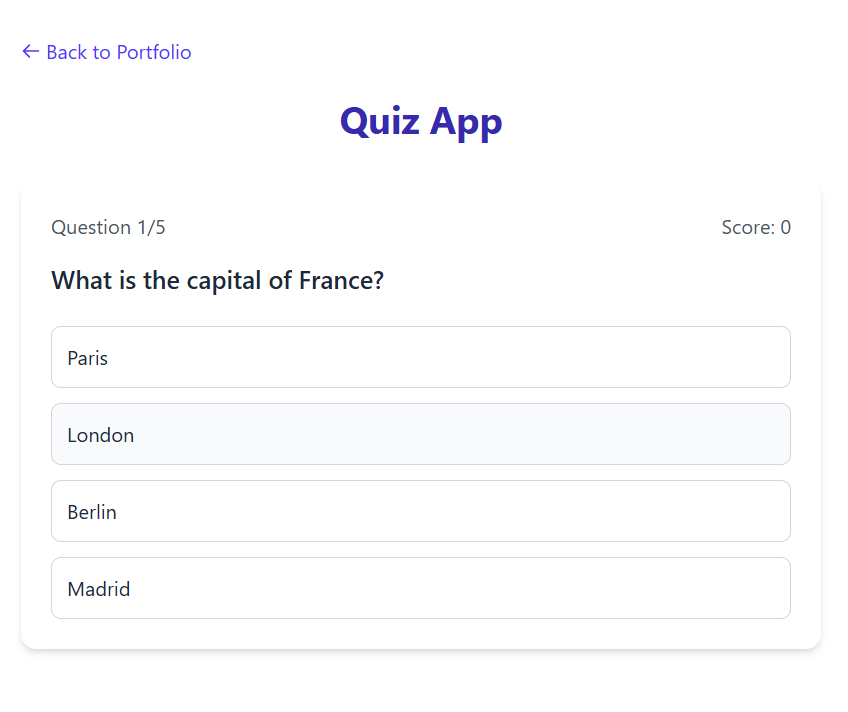 ← Back to Portfolio
Quiz App
Question 1/5 Score: 0
What is the capital of France?
Paris
London
Berlin
Madrid